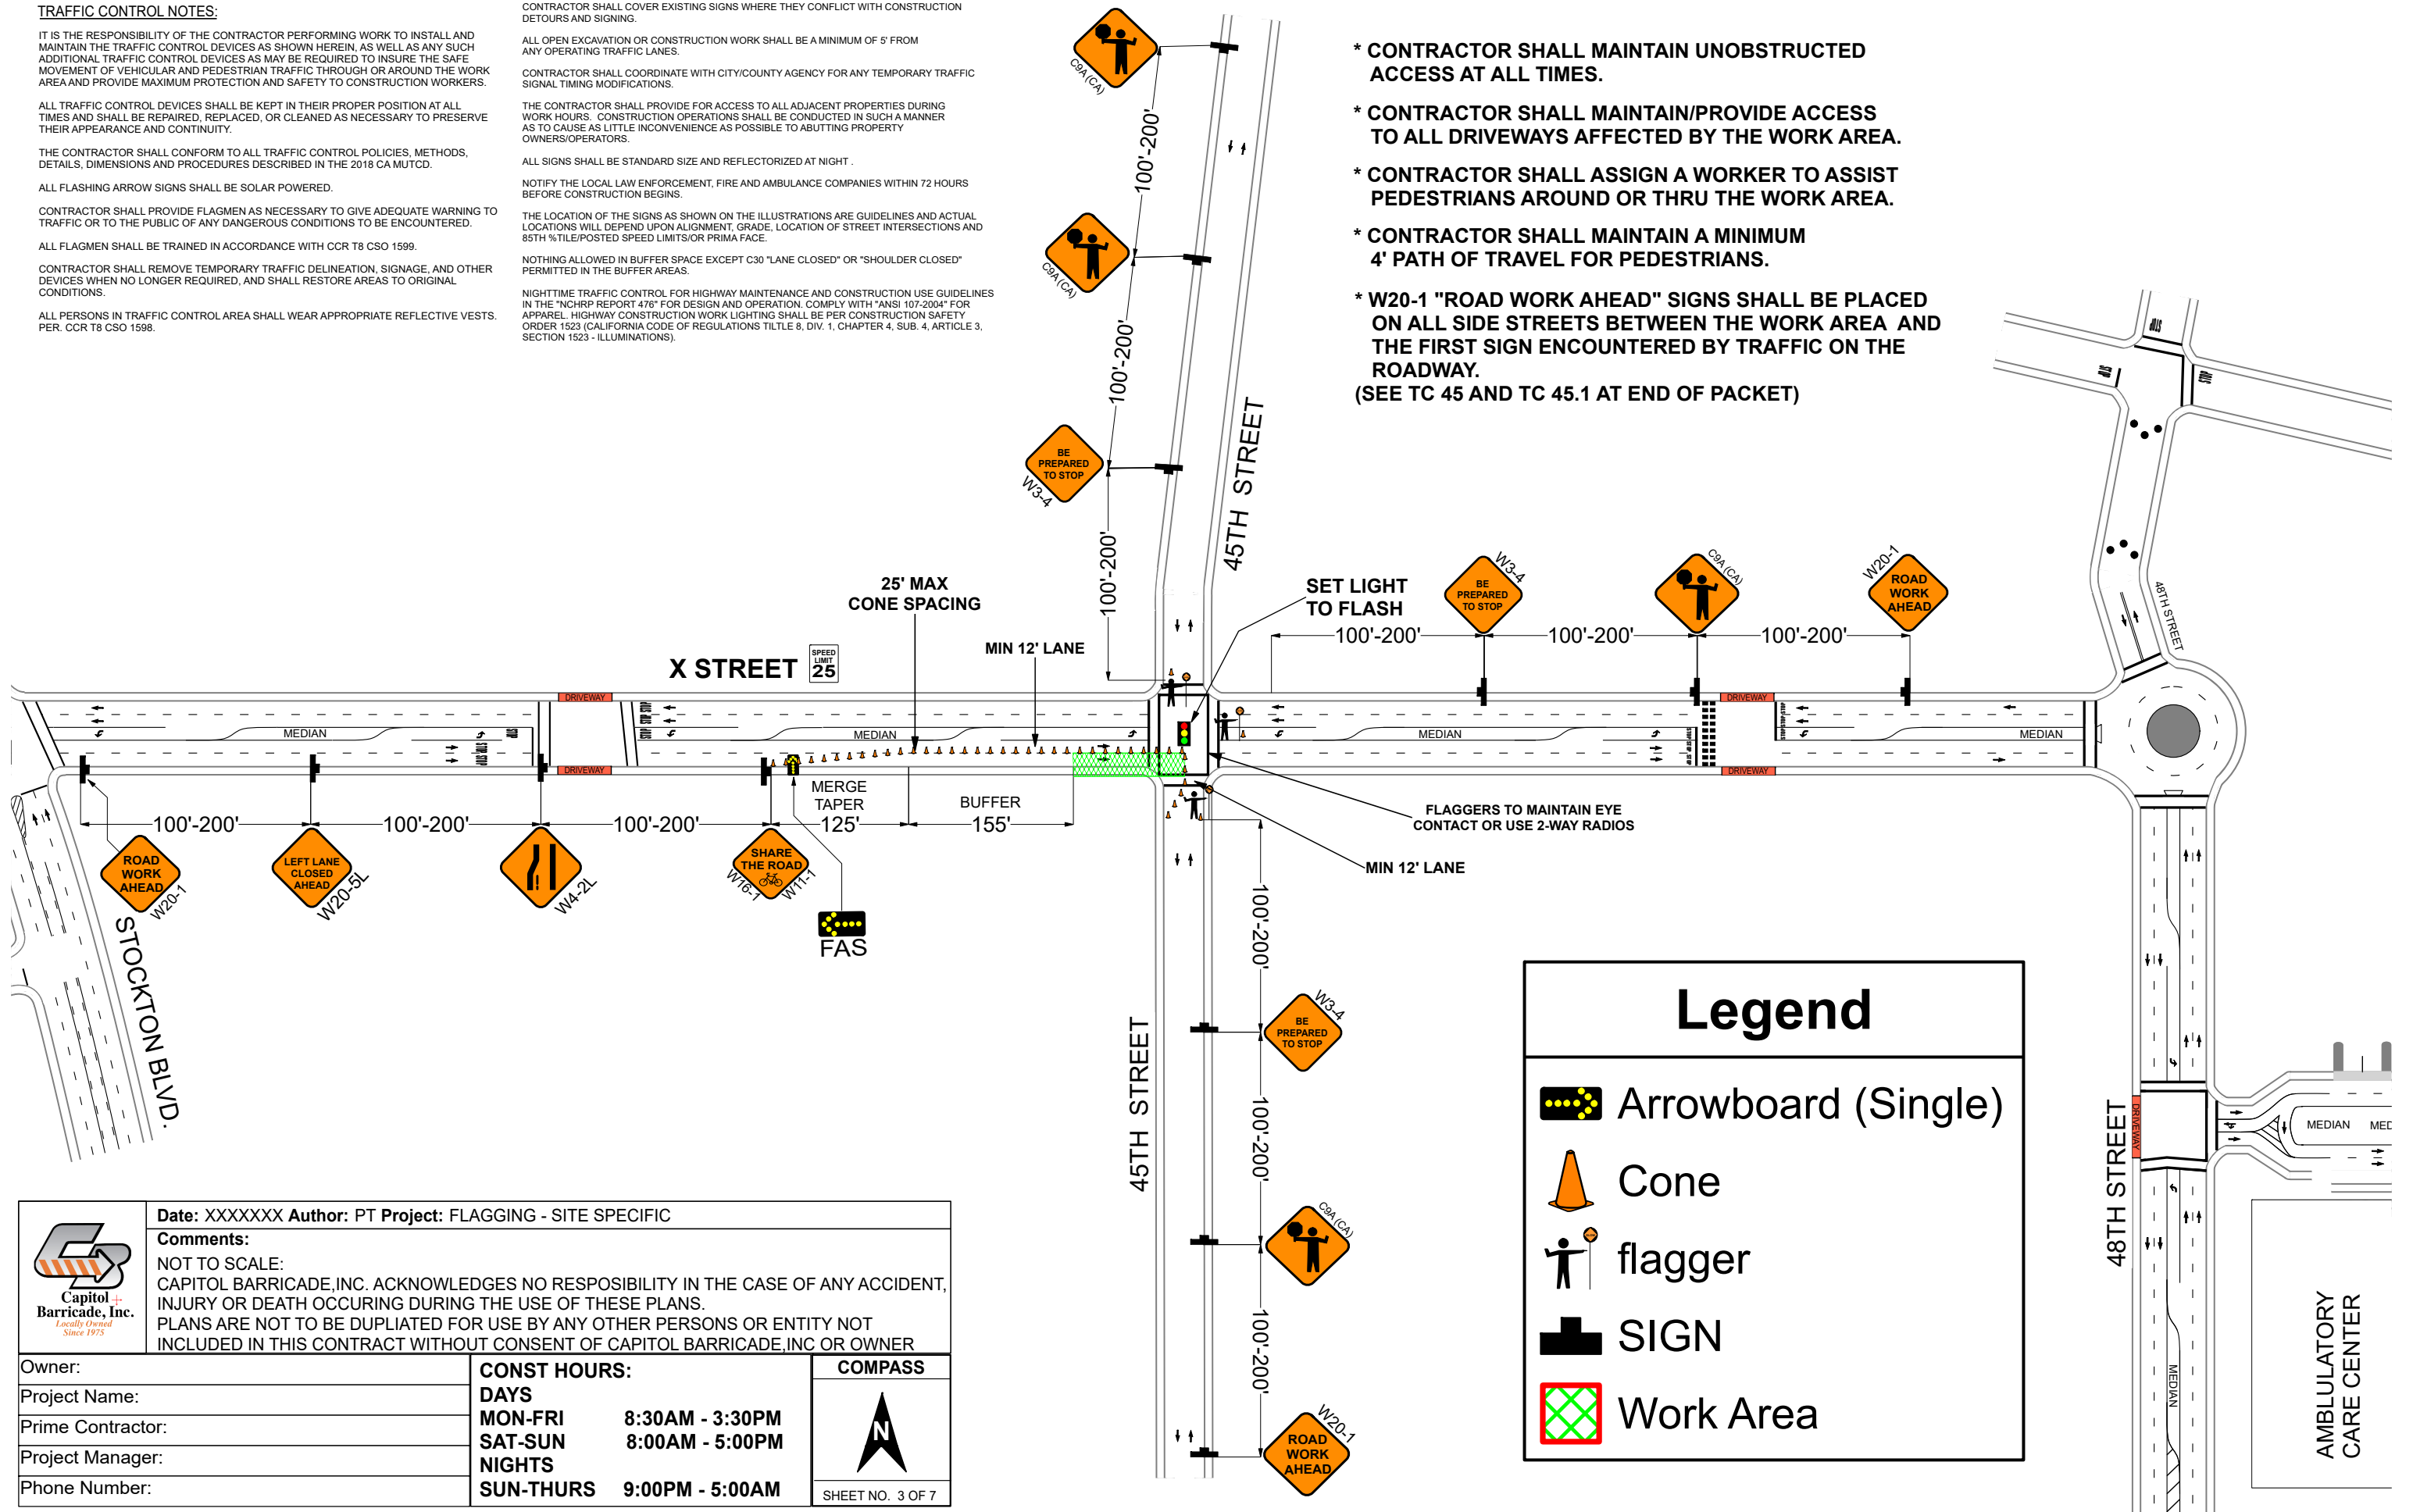 TRAFFIC CONTROL NOTES:
IT IS THE RESPONSIBILITY OF THE CONTRACTOR PERFORMING WORK TO INSTALL AND
MAINTAIN THE TRAFFIC CONTROL DEVICES AS SHOWN HEREIN, AS WELL AS ANY SUCH
ADDITIONAL TRAFFIC CONTROL DEVICES AS MAY BE REQUIRED TO INSURE THE SAFE
MOVEMENT OF VEHICULAR AND PEDESTRIAN TRAFFIC THROUGH OR AROUND THE WORK
AREA AND PROVIDE MAXIMUM PROTECTION AND SAFETY TO CONSTRUCTION WORKERS.
ALL TRAFFIC CONTROL DEVICES SHALL BE KEPT IN THEIR PROPER POSITION AT ALL
TIMES AND SHALL BE REPAIRED, REPLACED, OR CLEANED AS NECESSARY TO PRESERVE
THEIR APPEARANCE AND CONTINUITY.
THE CONTRACTOR SHALL CONFORM TO ALL TRAFFIC CONTROL POLICIES, METHODS,
DETAILS, DIMENSIONS AND PROCEDURES DESCRIBED IN THE 2018 CA MUTCD.
ALL FLASHING ARROW SIGNS SHALL BE SOLAR POWERED.
CONTRACTOR SHALL PROVIDE FLAGMEN AS NECESSARY TO GIVE ADEQUATE WARNING TO
TRAFFIC OR TO THE PUBLIC OF ANY DANGEROUS CONDITIONS TO BE ENCOUNTERED.
ALL FLAGMEN SHALL BE TRAINED IN ACCORDANCE WITH CCR T8 CSO 1599.
CONTRACTOR SHALL REMOVE TEMPORARY TRAFFIC DELINEATION, SIGNAGE, AND OTHER
DEVICES WHEN NO LONGER REQUIRED, AND SHALL RESTORE AREAS TO ORIGINAL
CONDITIONS.
ALL PERSONS IN TRAFFIC CONTROL AREA SHALL WEAR APPROPRIATE REFLECTIVE VESTS.
PER. CCR T8 CSO 1598.
CONTRACTOR SHALL COVER EXISTING SIGNS WHERE THEY CONFLICT WITH CONSTRUCTION
DETOURS AND SIGNING.
ALL OPEN EXCAVATION OR CONSTRUCTION WORK SHALL BE A MINIMUM OF 5' FROM
ANY OPERATING TRAFFIC LANES.
CONTRACTOR SHALL COORDINATE WITH CITY/COUNTY AGENCY FOR ANY TEMPORARY TRAFFIC
SIGNAL TIMING MODIFICATIONS.
THE CONTRACTOR SHALL PROVIDE FOR ACCESS TO ALL ADJACENT PROPERTIES DURING
WORK HOURS. CONSTRUCTION OPERATIONS SHALL BE CONDUCTED IN SUCH A MANNER
AS TO CAUSE AS LITTLE INCONVENIENCE AS POSSIBLE TO ABUTTING PROPERTY
OWNERS/OPERATORS.
ALL SIGNS SHALL BE STANDARD SIZE AND REFLECTORIZED AT NIGHT .
NOTIFY THE LOCAL LAW ENFORCEMENT, FIRE AND AMBULANCE COMPANIES WITHIN 72 HOURS
BEFORE CONSTRUCTION BEGINS.
THE LOCATION OF THE SIGNS AS SHOWN ON THE ILLUSTRATIONS ARE GUIDELINES AND ACTUAL
LOCATIONS WILL DEPEND UPON ALIGNMENT, GRADE, LOCATION OF STREET INTERSECTIONS AND
85TH %TILE/POSTED SPEED LIMITS/OR PRIMA FACE.
NOTHING ALLOWED IN BUFFER SPACE EXCEPT C30 "LANE CLOSED" OR "SHOULDER CLOSED"
PERMITTED IN THE BUFFER AREAS.
NIGHTTIME TRAFFIC CONTROL FOR HIGHWAY MAINTENANCE AND CONSTRUCTION USE GUIDELINES
IN THE "NCHRP REPORT 476" FOR DESIGN AND OPERATION. COMPLY WITH "ANSI 107-2004" FOR
APPAREL. HIGHWAY CONSTRUCTION WORK LIGHTING SHALL BE PER CONSTRUCTION SAFETY
ORDER 1523 (CALIFORNIA CODE OF REGULATIONS TILTLE 8, DIV. 1, CHAPTER 4, SUB. 4, ARTICLE 3,
SECTION 1523 - ILLUMINATIONS).
* CONTRACTOR SHALL MAINTAIN UNOBSTRUCTED
ACCESS AT ALL TIMES.
* CONTRACTOR SHALL MAINTAIN/PROVIDE ACCESS
TO ALL DRIVEWAYS AFFECTED BY THE WORK AREA.
* CONTRACTOR SHALL ASSIGN A WORKER TO ASSIST
PEDESTRIANS AROUND OR THRU THE WORK AREA.
* CONTRACTOR SHALL MAINTAIN A MINIMUM
4' PATH OF TRAVEL FOR PEDESTRIANS.
* W20-1 "ROAD WORK AHEAD" SIGNS SHALL BE PLACED
ON ALL SIDE STREETS BETWEEN THE WORK AREA AND
THE FIRST SIGN ENCOUNTERED BY TRAFFIC ON THE
ROADWAY.
(SEE TC 45 AND TC 45.1 AT END OF PACKET)
C9A (CA)
100'-200'
C9A (CA)
100'-200'
BE
PREPARED
TO STOP
W3-4
100'-200'
45TH STREET
STOP
STOP
STOP
48TH STREET
25' MAX
CONE SPACING
MIN 12' LANE
SET LIGHT
TO FLASH
X STREET
SPEED
LIMIT
25
BE
PREPARED
TO STOP
W3-4
C9A (CA)
ROAD
WORK
AHEAD
W20-1
100'-200'
100'-200'
100'-200'
DRIVEWAY
DRIVEWAY
MEDIAN
MEDIAN
MEDIAN
MEDIAN
STOP
STOP
STOP
STOP
DRIVEWAY
DRIVEWAY
MERGE
TAPER
BUFFER
100'-200'
100'-200'
100'-200'
125'
155'
ROAD
WORK
AHEAD
W20-1
LEFT LANE
CLOSED
AHEAD
W20-5L
W4-2L
SHARE
THE ROAD
W16-1
W11-1
FAS
STOCKTON BLVD.
FLAGGERS TO MAINTAIN EYE
CONTACT OR USE 2-WAY RADIOS
MIN 12' LANE
100'-200'
BE
PREPARED
TO STOP
W3-4
100'-200'
45TH STREET
C9A (CA)
100'-200'
ROAD
WORK
AHEAD
W20-1
Legend
Arrowboard (Single)
Cone
flagger
SIGN
Work Area
48TH STREET
DRIVEWAY
MEDIAN
MED
MEDIAN
AMBLULATORY
CARE CENTER
Capitol
Barricade, Inc.
Locally Owned
Since 1975
Date: XXXXXXX Author: PT Project: FLAGGING - SITE SPECIFIC
Comments:
NOT TO SCALE:
CAPITOL BARRICADE,INC. ACKNOWLEDGES NO RESPOSIBILITY IN THE CASE OF ANY ACCIDENT,
INJURY OR DEATH OCCURING DURING THE USE OF THESE PLANS.
PLANS ARE NOT TO BE DUPLIATED FOR USE BY ANY OTHER PERSONS OR ENTITY NOT
INCLUDED IN THIS CONTRACT WITHOUT CONSENT OF CAPITOL BARRICADE,INC OR OWNER
Owner:
Project Name:
Prime Contractor:
Project Manager:
Phone Number:
CONST HOURS:
DAYS
MON-FRI 8:30AM - 3:30PM
SAT-SUN 8:00AM - 5:00PM
NIGHTS
SUN-THURS 9:00PM - 5:00AM
COMPASS
N
SHEET NO. 3 OF 7